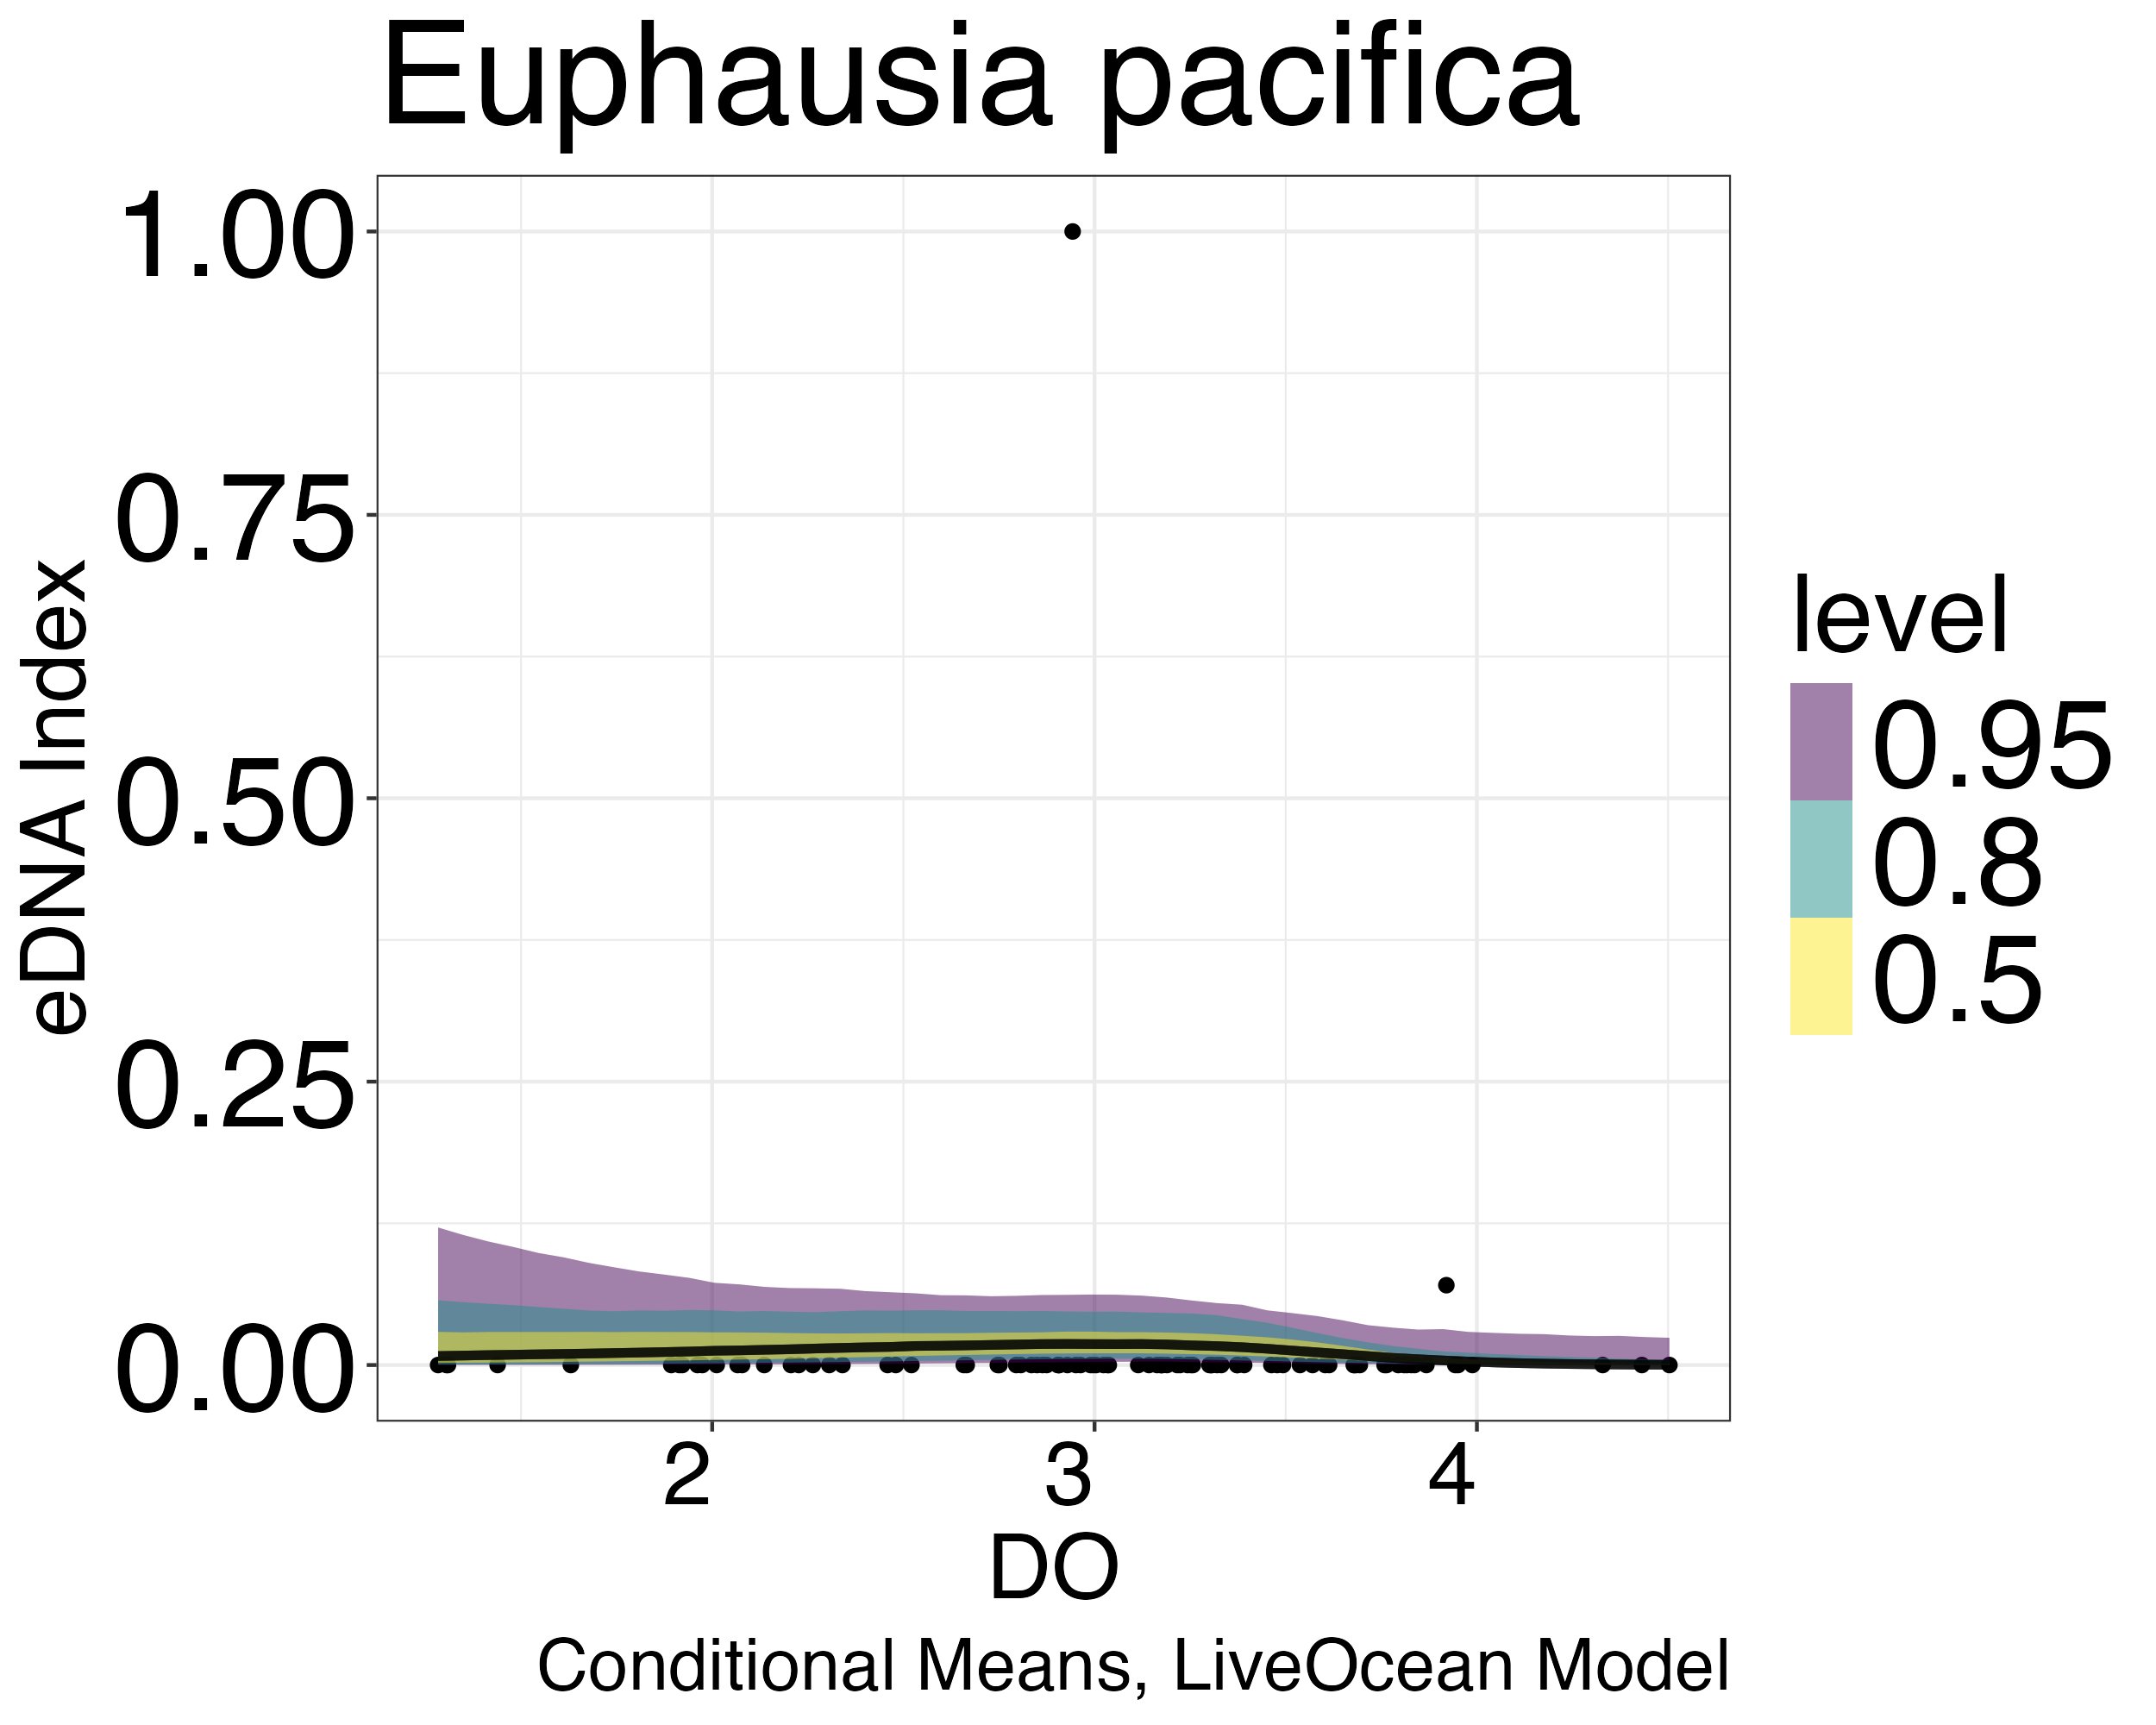 Euphausia pacifica
1.00
0.75
0.50
0.25
0.00
eDNA Index
2 3 4
DO
Conditional Means, LiveOcean Model
level
0.95
0.8
0.5